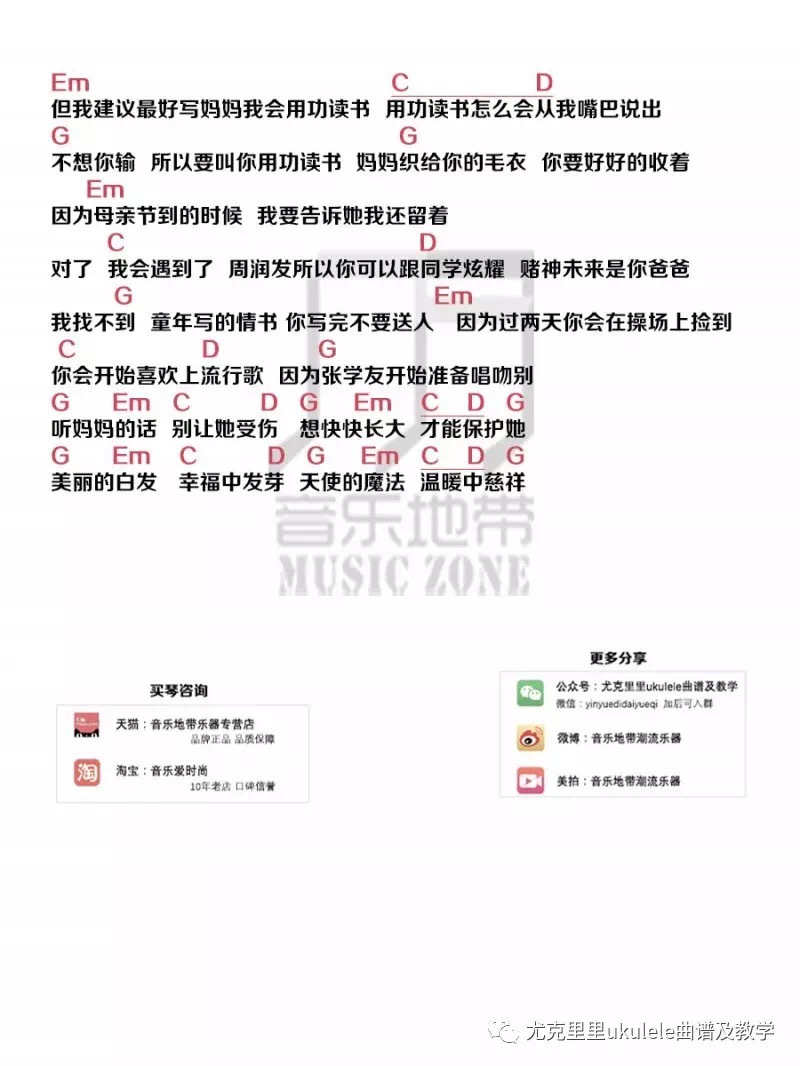 Em C D
但我建议最好写妈妈我会用功读书 用功读书怎么会从我嘴巴说出
G G
不想你输 所以要叫你用功读书 妈妈织给你的毛衣 你要好好的收着
Em
因为母亲节到的时候 我要告诉她我还留着
C D
对了 我会遇到了 周润发所以你可以跟同学炫耀 赌神未来是你爸爸
G Em
我找不到 童年写的情书 你写完不要送人 因为过两天你会在操场上捡到
C D G
你会开始喜欢上流行歌 因为张学友开始准备唱吻别
G Em C D G Em C D G
听妈妈的话 别让她受伤 想快快长大 才能保护她
G Em C D G Em C D G
美丽的白发 幸福中发芽 天使的魔法 温暖中慈祥
音乐地带
MUSIC ZONE
买琴咨询
天猫：音乐地带乐器专营店
品牌正品 品质保障
淘宝：音乐爱时尚
10年老店 口碑信誉
更多分享
公众号：尤克里里ukulele曲谱及教学
微信：yinyuedidaiyueqi 加后可入群
微博：音乐地带潮流乐器
美拍：音乐地带潮流乐器
尤克里里ukulele曲谱及教学